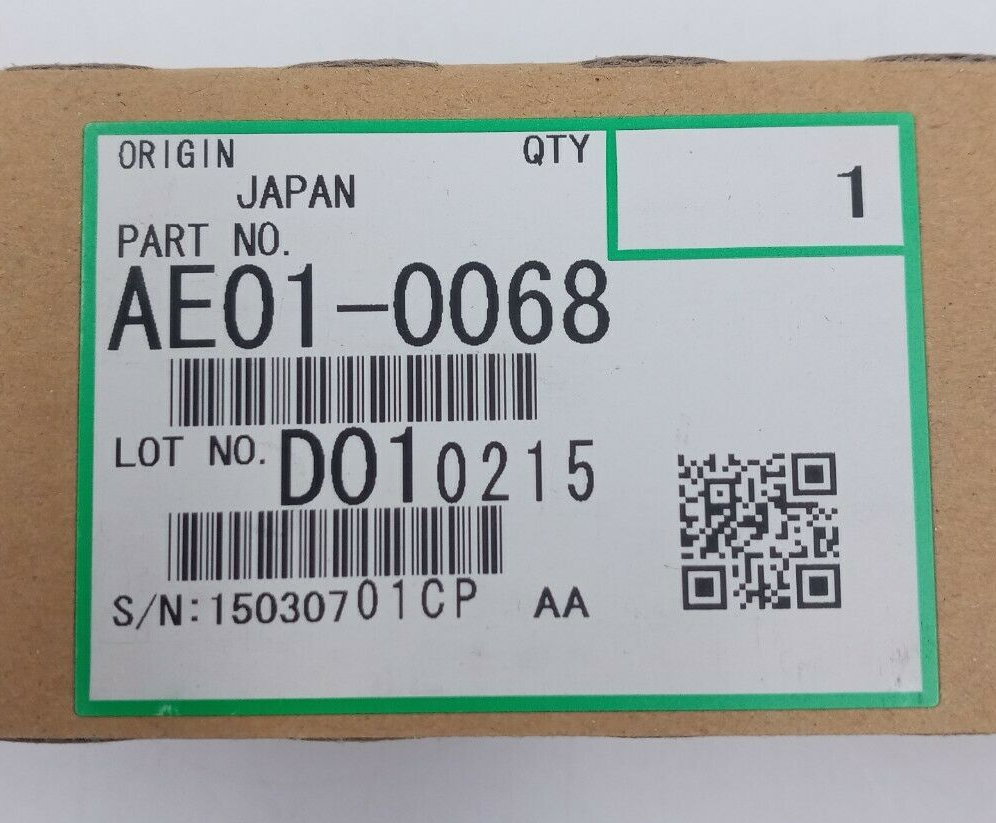 ORIGIN QTY 1
JAPAN
PART NO.
AE01-0068
LOT NO. D010215
S/N:15030701CP AA